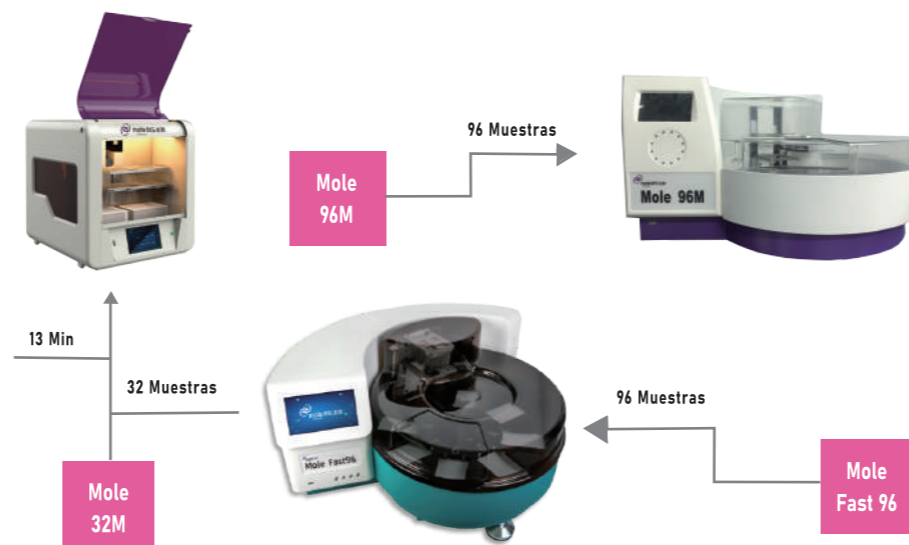 96 Muestras
Mole
96M
Mole 96M
13 Min
32 Muestras
96 Muestras
Mole Fast96
Mole
32M
Mole
Fast 96